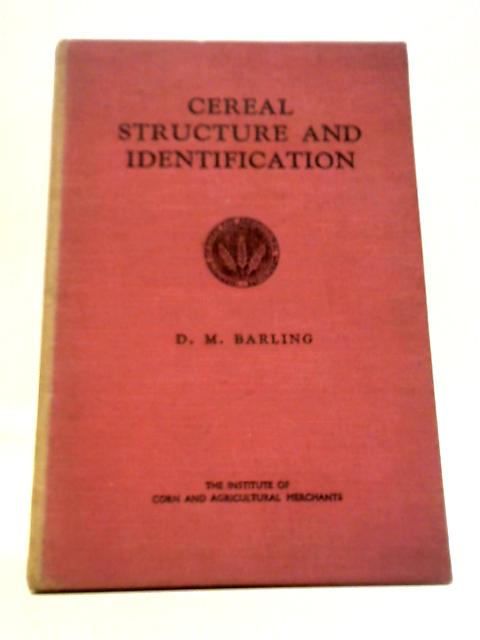 CEREAL
STRUCTURE AND
IDENTIFICATION
D. M. BARLING
THE INSTITUTE OF
CORN AND AGRICULTURAL MERCHANTS